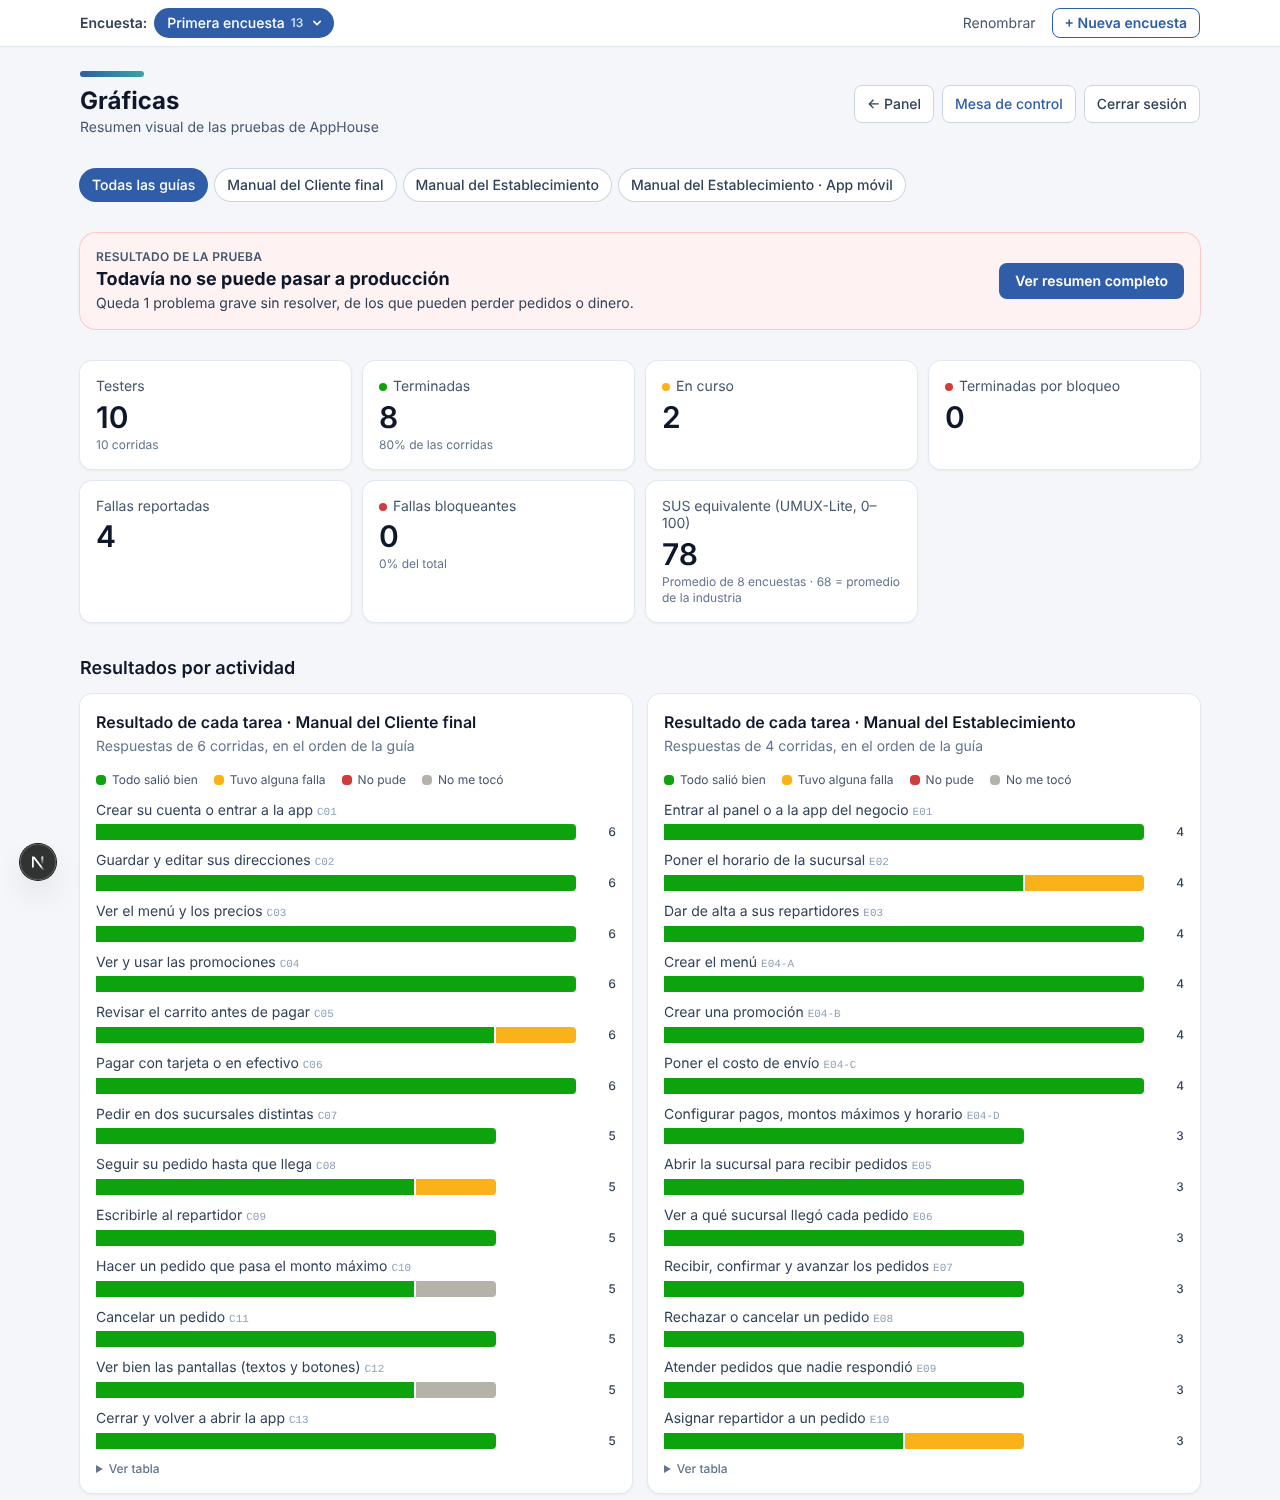 Encuesta: Primera encuesta 13
Renombrar
+ Nueva encuesta
Gráficas
Resumen visual de las pruebas de AppHouse
← Panel
Mesa de control
Cerrar sesión
Todas las guías
Manual del Cliente final
Manual del Establecimiento
Manual del Establecimiento · App móvil
RESULTADO DE LA PRUEBA
Todavía no se puede pasar a producción
Queda 1 problema grave sin resolver, de los que pueden perder pedidos o dinero.
Ver resumen completo
Testers
10
10 corridas
Terminadas
8
80% de las corridas
En curso
2
Terminadas por bloqueo
0
Fallas reportadas
4
Fallas bloqueantes
0
0% del total
SUS equivalente (UMUX-Lite, 0–
100)
78
Promedio de 8 encuestas · 68 = promedio
de la industria
Resultados por actividad
Resultado de cada tarea · Manual del Cliente final
Respuestas de 6 corridas, en el orden de la guía
Todo salió bien
Tuvo alguna falla
No pude
No me tocó
Crear su cuenta o entrar a la app C01
6
Guardar y editar sus direcciones C02
6
Ver el menú y los precios C03
6
Ver y usar las promociones C04
6
Revisar el carrito antes de pagar C05
6
Pagar con tarjeta o en efectivo C06
6
Pedir en dos sucursales distintas C07
5
Seguir su pedido hasta que llega C08
5
Escribirle al repartidor C09
5
Hacer un pedido que pasa el monto máximo C10
5
Cancelar un pedido C11
5
Ver bien las pantallas (textos y botones) C12
5
Cerrar y volver a abrir la app C13
5
Ver tabla
Resultado de cada tarea · Manual del Establecimiento
Respuestas de 4 corridas, en el orden de la guía
Todo salió bien
Tuvo alguna falla
No pude
No me tocó
Entrar al panel o a la app del negocio E01
4
Poner el horario de la sucursal E02
4
Dar de alta a sus repartidores E03
4
Crear el menú E04-A
4
Crear una promoción E04-B
4
Poner el costo de envío E04-C
4
Configurar pagos, montos máximos y horario E04-D
3
Abrir la sucursal para recibir pedidos E05
3
Ver a qué sucursal llegó cada pedido E06
3
Recibir, confirmar y avanzar los pedidos E07
3
Rechazar o cancelar un pedido E08
3
Atender pedidos que nadie respondió E09
3
Asignar repartidor a un pedido E10
3
Ver tabla
N